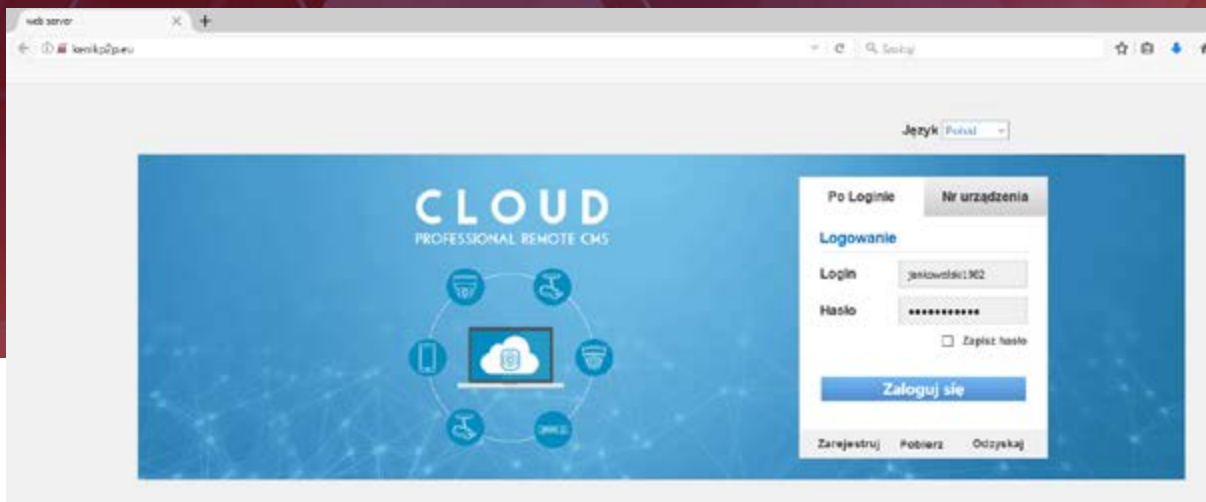 web server
kenikp2p.eu
Szukaj
Język Polski
CLOUD
PROFESSIONAL REMOTE CMS
Po Loginie Nr urządzenia
Logowanie
Login jankowalski1982
Hasło •••••••••••
Zapisz hasło
Zaloguj się
Zarejestruj Pobierz Odzyskaj